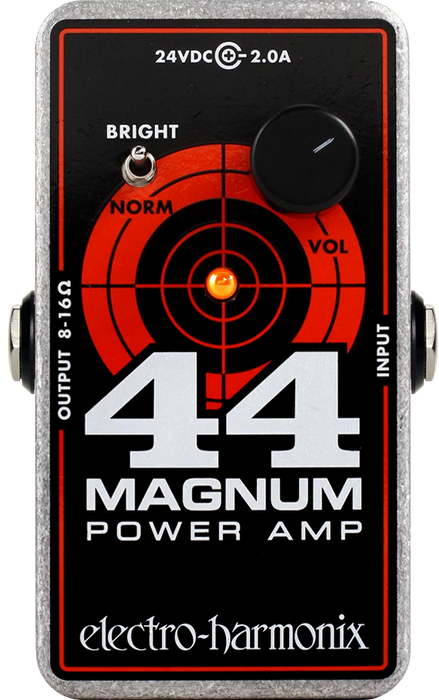 24VDC 2.0A
BRIGHT
NORM
VOL
OUTPUT 8-16Ω
INPUT
44
MAGNUM
POWER AMP
electro-harmonix